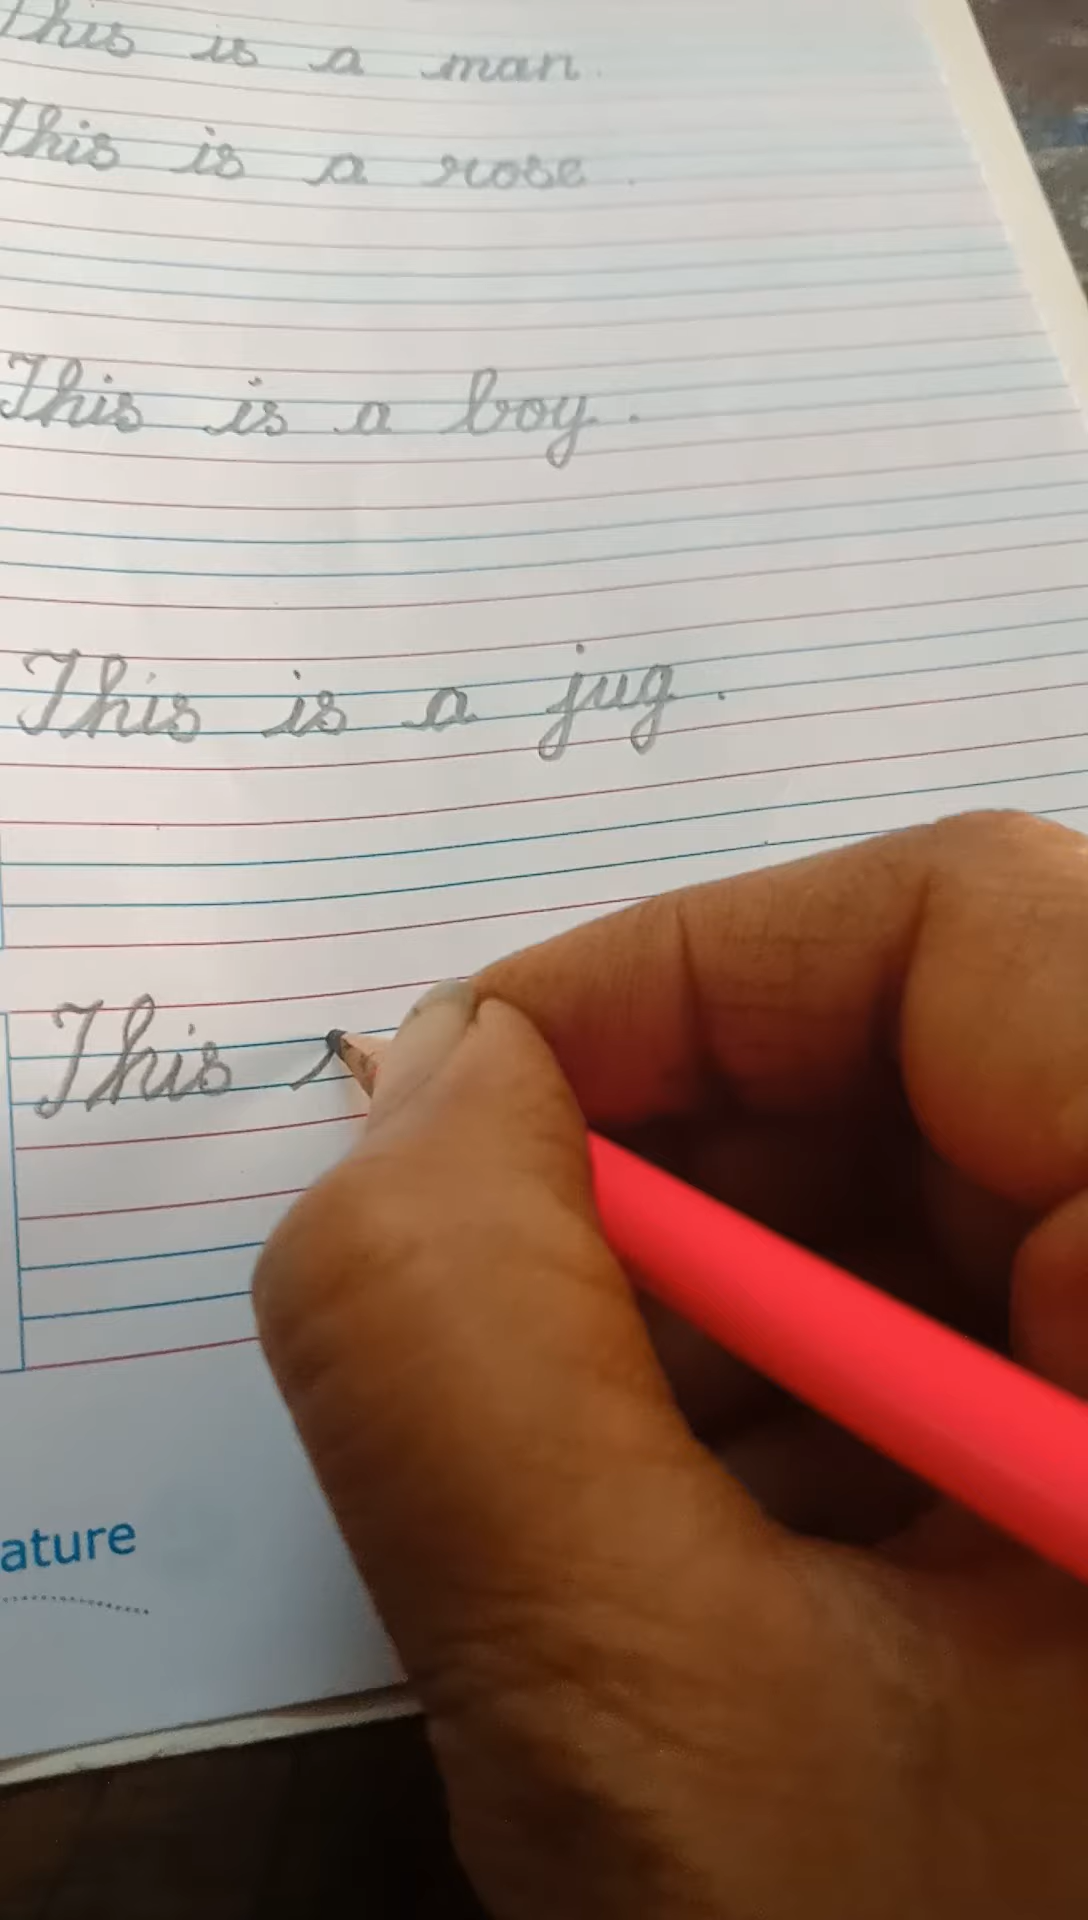 This is a man.
This is a rose.
This is a boy.
This is a jug.
This
ature